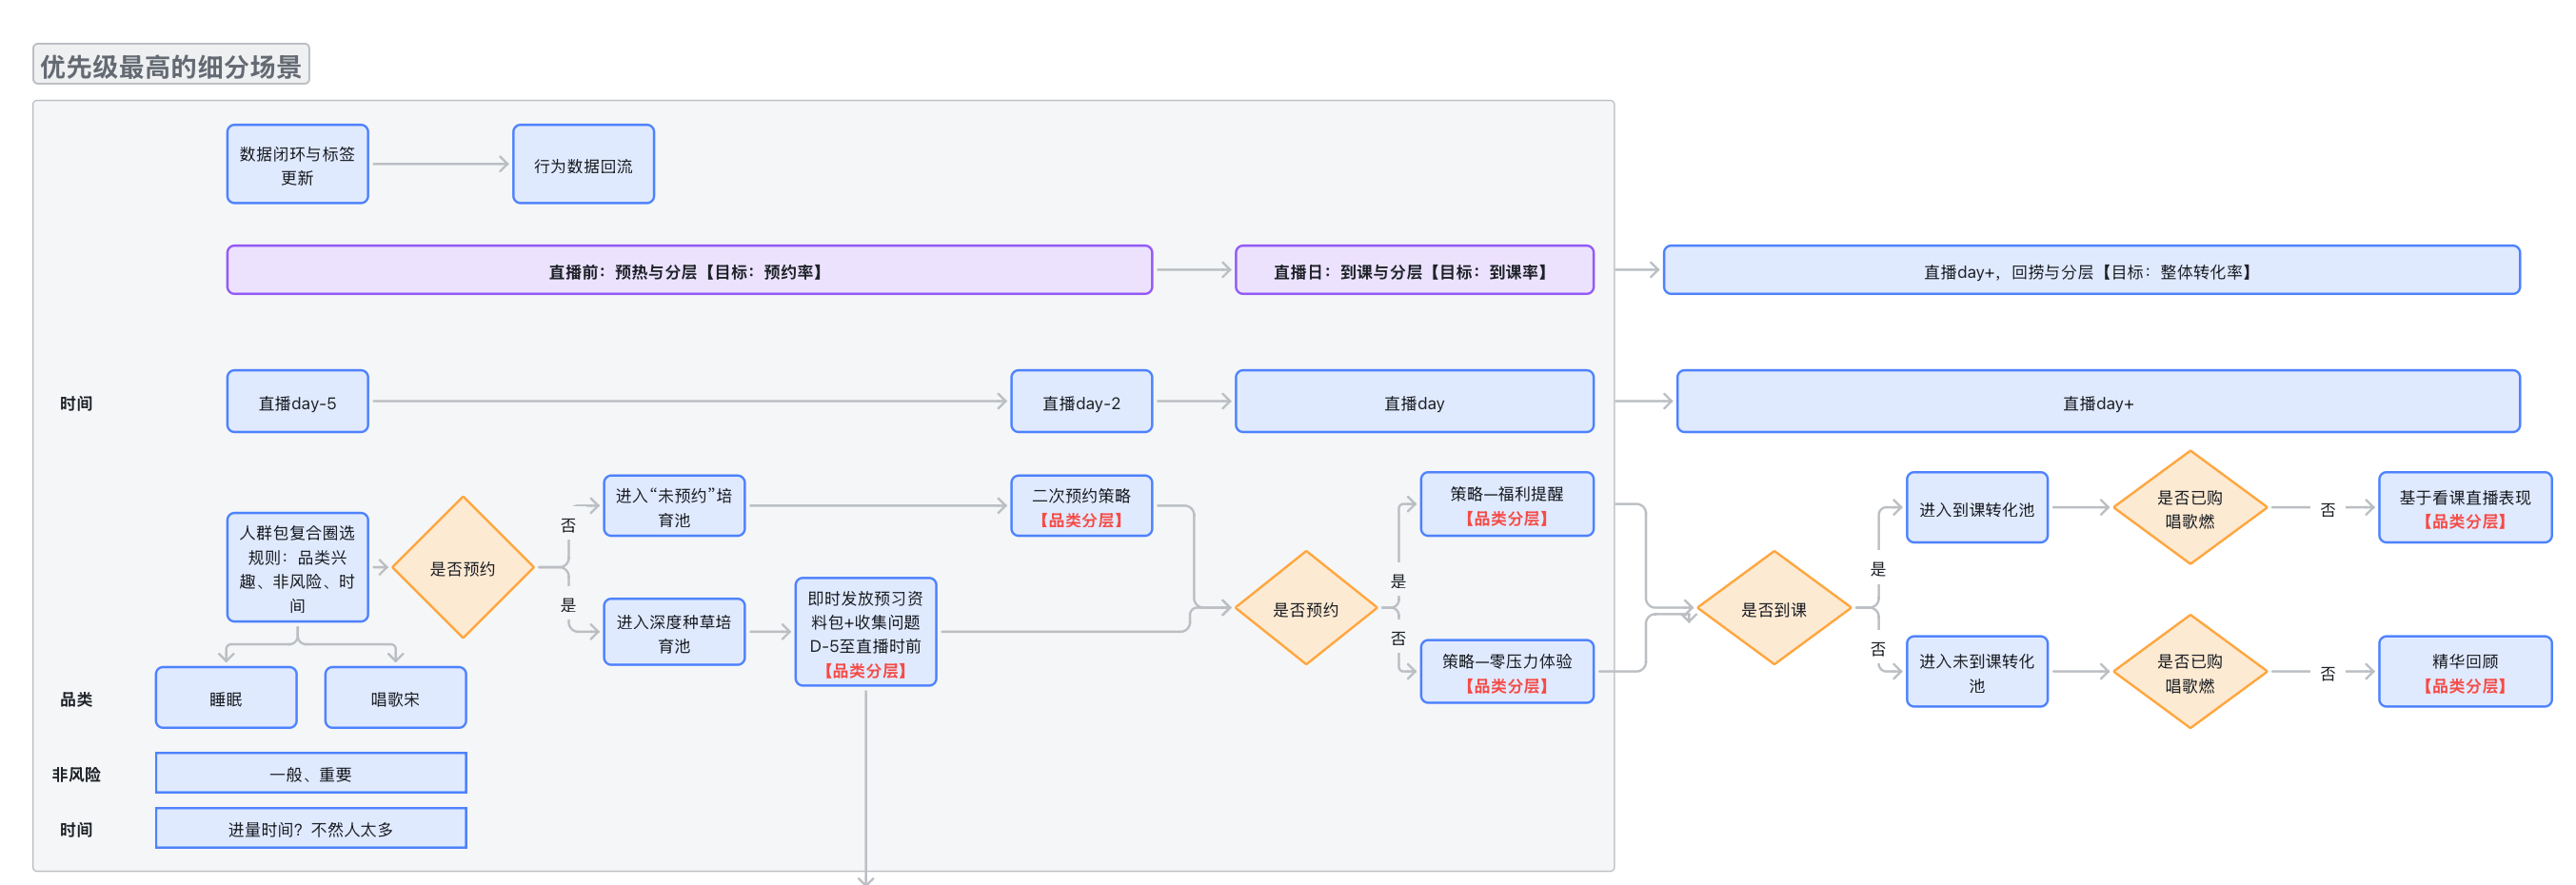 优先级最高的细分场景
数据闭环与标签
更新
行为数据回流
直播前：预热与分层【目标：预约率】
直播日：到课与分层【目标：到课率】
直播day+，回捞与分层【目标：整体转化率】
时间
直播day-5
直播day-2
直播day
直播day+
人群包复合圈选
规则：品类兴
趣、非风险、时
间
是否预约
否
是
进入“未预约”培
育池
进入深度种草培
育池
即时发放预习资
料包+收集问题
D-5至直播时前
【品类分层】
二次预约策略
【品类分层】
是否预约
是
否
策略—福利提醒
【品类分层】
策略—零压力体验
【品类分层】
是否到课
是
否
进入到课转化池
是否已购
唱歌燃
否
基于看课直播表现
【品类分层】
进入未到课转化
池
是否已购
唱歌燃
否
精华回顾
【品类分层】
品类
睡眠
唱歌宋
非风险
一般、重要
时间
进量时间？不然人太多